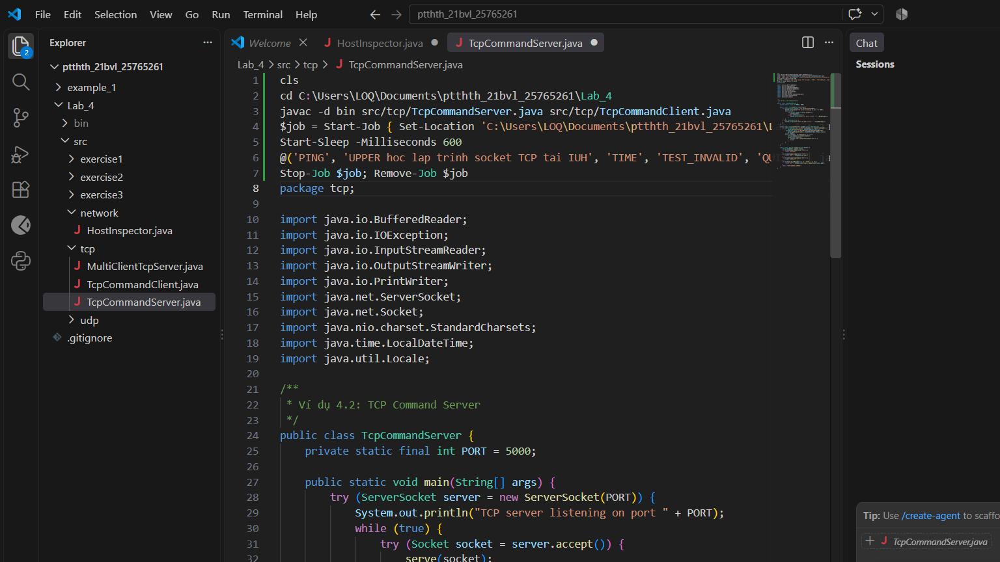 File Edit Selection View Go Run Terminal Help
ptthth_21bvl_25765261
2
Explorer
ptthth_21bvl_25765261
example_1
Lab_4
bin
src
exercise1
exercise2
exercise3
network
HostInspector.java
tcp
MultiClientTcpServer.java
TcpCommandClient.java
TcpCommandServer.java
udp
.gitignore
Welcome HostInspector.java TcpCommandServer.java
Lab_4 > src > tcp > TcpCommandServer.java
1 cls
2 cd C:\Users\LOQ\Documents\ptthth_21bvl_25765261\Lab_4
3 javac -d bin src/tcp/TcpCommandServer.java src/tcp/TcpCommandClient.java
4 $job = Start-Job { Set-Location 'C:\Users\LOQ\Documents\ptthth_21bvl_25765261\L
5 Start-Sleep -Milliseconds 600
6 @('PING', 'UPPER hoc lap trinh socket TCP tai IUH', 'TIME', 'TEST_INVALID', 'QU
7 Stop-Job $job; Remove-Job $job
8 package tcp;
9
10 import java.io.BufferedReader;
11 import java.io.IOException;
12 import java.io.InputStreamReader;
13 import java.io.OutputStreamWriter;
14 import java.io.PrintWriter;
15 import java.net.ServerSocket;
16 import java.net.Socket;
17 import java.nio.charset.StandardCharsets;
18 import java.time.LocalDateTime;
19 import java.util.Locale;
20
21 /**
22 * Ví dụ 4.2: TCP Command Server
23 */
24 public class TcpCommandServer {
25 private static final int PORT = 5000;
26
27 public static void main(String[] args) {
28 try (ServerSocket server = new ServerSocket(PORT)) {
29 System.out.println("TCP server listening on port " + PORT);
30 while (true) {
31 try (Socket socket = server.accept()) {
32 serve(socket);
Chat
Sessions
Tip: Use /create-agent to scaffo
TcpCommandServer.java